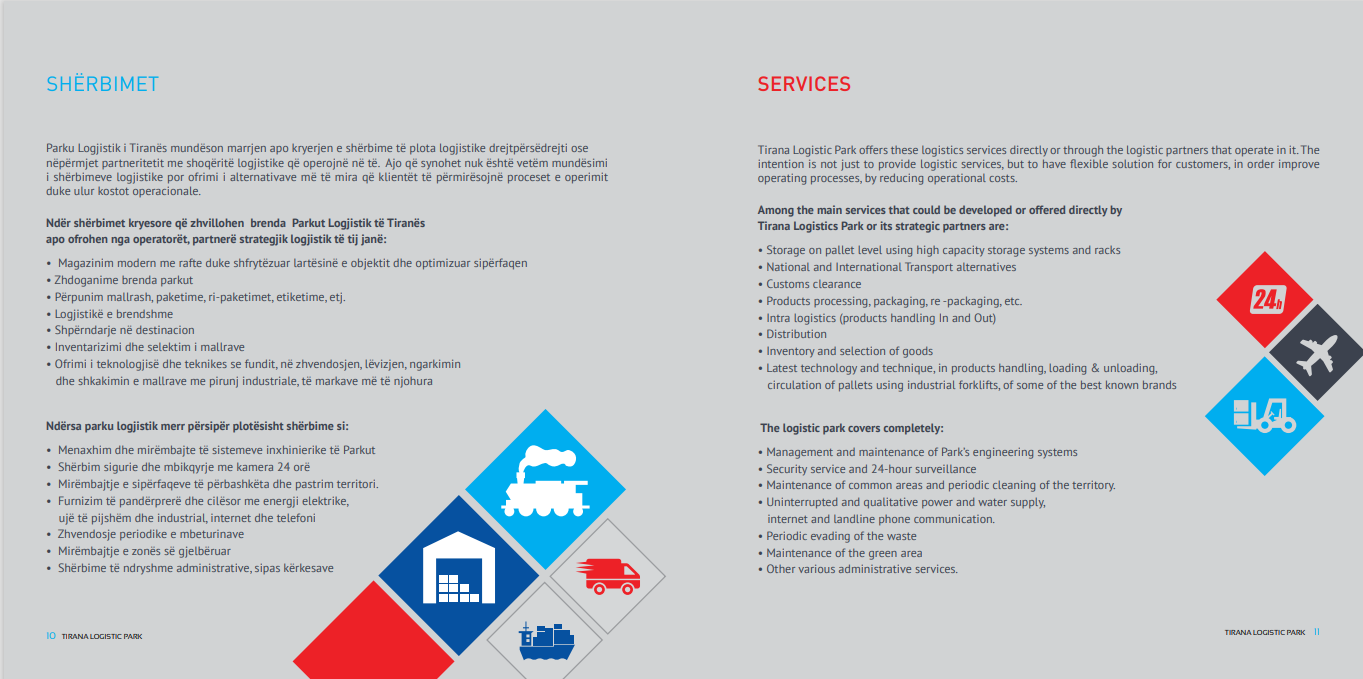 SHËRBIMET
Parku Logjistik i Tiranës mundëson marrjen apo kryerjen e shërbime të plota logjistike drejtpërsëdrejti ose
nëpërmjet partneritetit me shoqëritë logjistike që operojnë në të. Ajo që synohet nuk është vetëm mundësimi
i shërbimeve logjistike por ofrimi i alternativave më të mira që klientët të përmirësojnë proceset e operimit
duke ulur kostot operacionale.
Ndër shërbimet kryesore që zhvillohen brenda Parkut Logjistik të Tiranës
apo ofrohen nga operatorët, partnerë strategjik logjistik të tij janë:
• Magazinim modern me rafte duke shfrytëzuar lartësinë e objektit dhe optimizuar sipërfaqen
• Zhdoganime brenda parkut
• Përpunim mallrash, paketime, ri-paketimet, etiketime, etj.
• Logjistikë e brendshme
• Shpërndarje në destinacion
• Inventarizimi dhe selektim i mallrave
• Ofrimi i teknologjisë dhe teknikes se fundit, në zhvendosjen, lëvizjen, ngarkimin
dhe shkakimin e mallrave me pirunj industriale, të markave më të njohura
Ndërsa parku logjistik merr përsipër plotësisht shërbime si:
• Menaxhim dhe mirëmbajte të sistemeve inxhinierike të Parkut
• Shërbim sigurie dhe mbikqyrje me kamera 24 orë
• Mirëmbajtje e sipërfaqeve të përbashkëta dhe pastrim territori.
• Furnizim të pandërprerë dhe cilësor me energji elektrike,
ujë të pijshëm dhe industrial, internet dhe telefoni
• Zhvendosje periodike e mbeturinave
• Mirëmbajtje e zonës së gjelbëruar
• Shërbime të ndryshme administrative, sipas kërkesave
10 TIRANA LOGISTIC PARK
SERVICES
Tirana Logistic Park offers these logistics services directly or through the logistic partners that operate in it. The
intention is not just to provide logistic services, but to have flexible solution for customers, in order improve
operating processes, by reducing operational costs.
Among the main services that could be developed or offered directly by
Tirana Logistics Park or its strategic partners are:
• Storage on pallet level using high capacity storage systems and racks
• National and International Transport alternatives
• Customs clearance
• Products processing, packaging, re -packaging, etc.
• Intra logistics (products handling In and Out)
• Distribution
• Inventory and selection of goods
• Latest technology and technique, in products handling, loading & unloading,
circulation of pallets using industrial forklifts, of some of the best known brands
24h
The logistic park covers completely:
• Management and maintenance of Park's engineering systems
• Security service and 24-hour surveillance
• Maintenance of common areas and periodic cleaning of the territory.
• Uninterrupted and qualitative power and water supply,
internet and landline phone communication.
• Periodic evading of the waste
• Maintenance of the green area
• Other various administrative services.
TIRANA LOGISTIC PARK 11